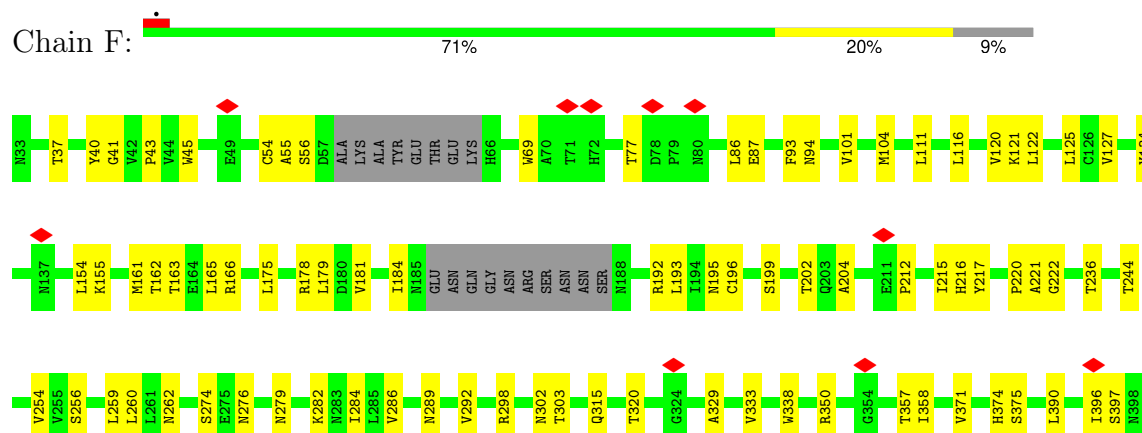 Chain F:
71% 20% 9%
N33 T37 Y40 G41 V42 P43 V44 W45 E49 C54 A55 S56 D57 ALA LYS ALA TYR GLU THR GLU LYS H66 W69 A70 T71 H72 T77 D78 P79 N80 L86 E87 F93 N94 V101 M104 L111 L116 V120 K121 L122 L125 C126 V127
N137 L154 K155 M161 T162 T163 E164 L165 R166 L175 R178 L179 D180 V181 I184 N185 GLU ASN GLN GLY ASN ARG SER ASN ASN SER N188 R192 L193 I194 N195 C196 S199 T202 Q203 A204 E211 P212 I215 H216 Y217 P220 A221 G222 T236 T244
V254 V255 S256 L259 L260 L261 N262 S274 E275 N276 N279 K282 N283 I284 L285 V286 N289 V292 R298 N302 T303 Q315 T320 G324 A329 V333 W338 R350 G354 T357 I358 V371 H374 S375 L390 I396 S397 N398